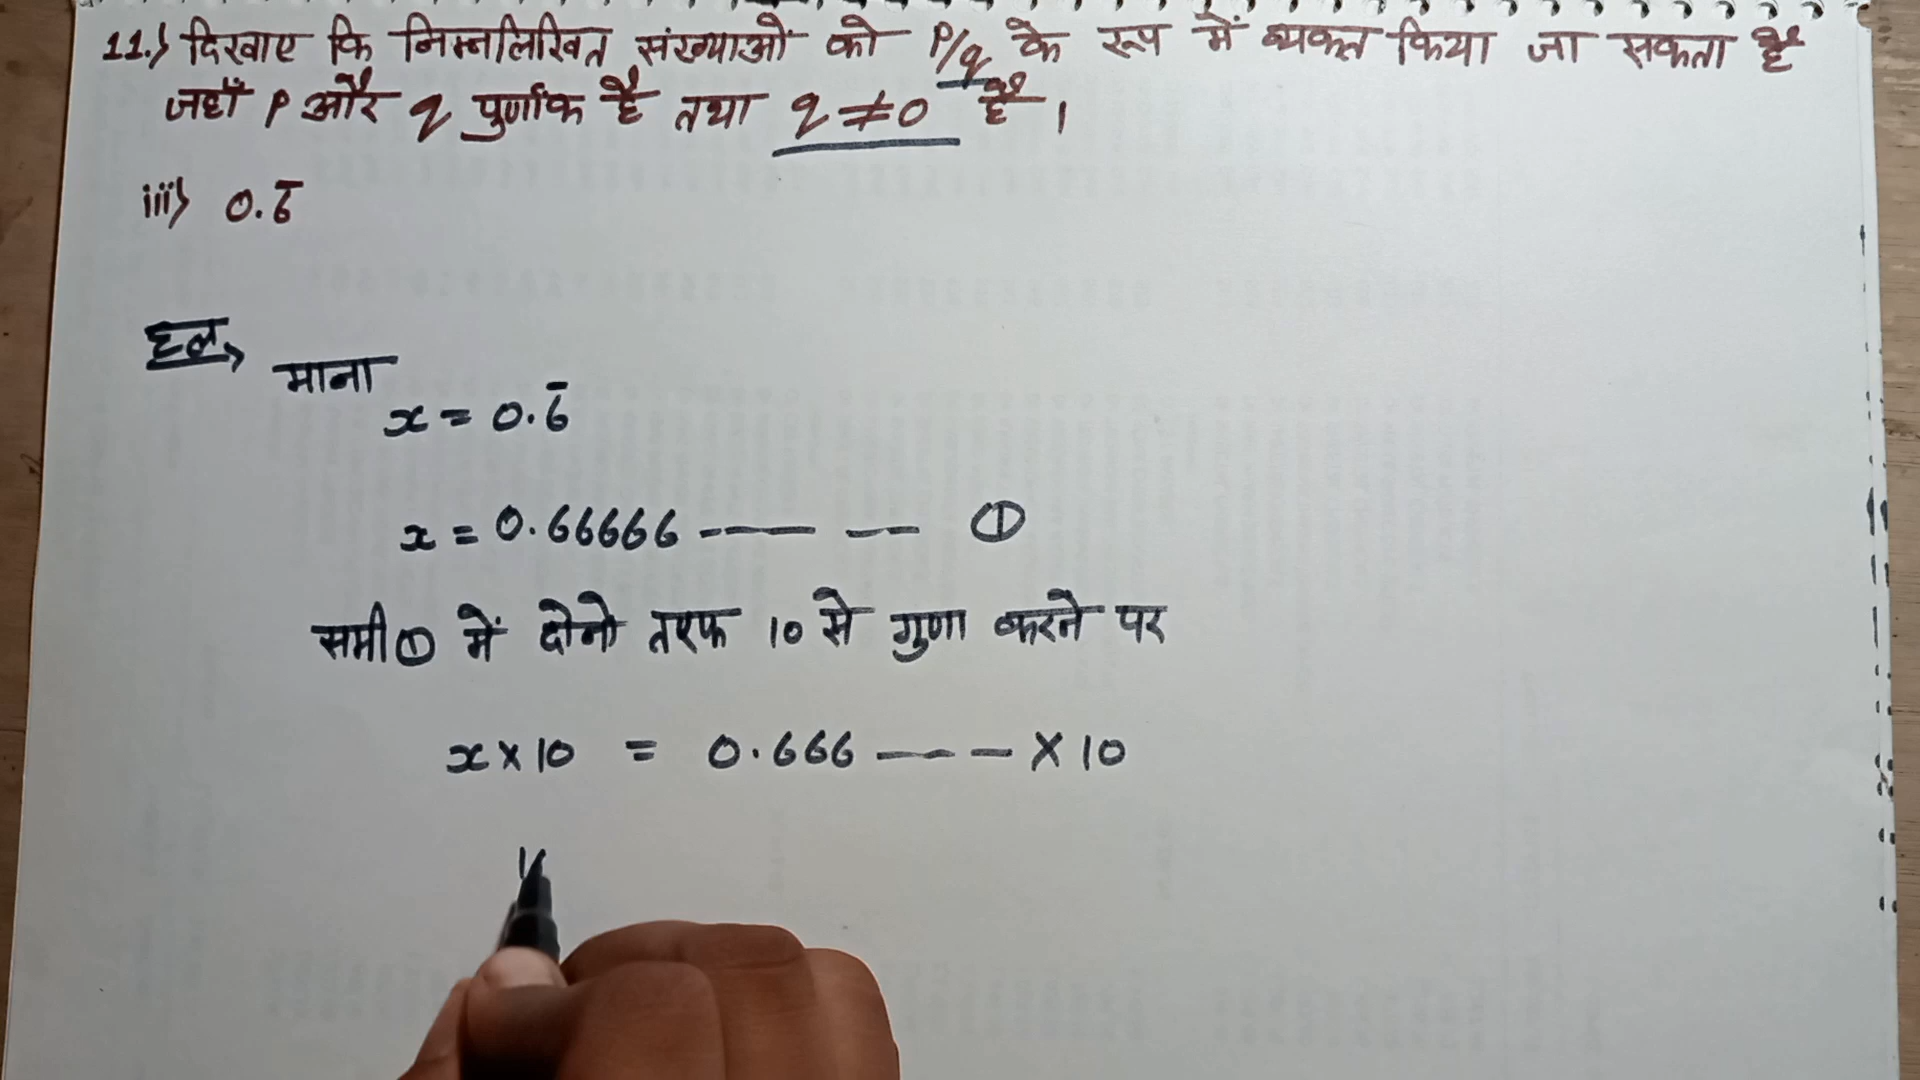 11.) दिखाए कि निम्नलिखित संख्याओं को P/q के रूप में व्यक्त किया जा सकता है
जहाँ P और q पुर्णांक है तथा q ≠ 0 है ।
iii) 0.6̅
हल→
माना
x = 0.6̅
x = 0.66666 --- — — ①
समी① में दोनो तरफ 10 से गुणा करने पर
x × 10 = 0.666 — - — × 10